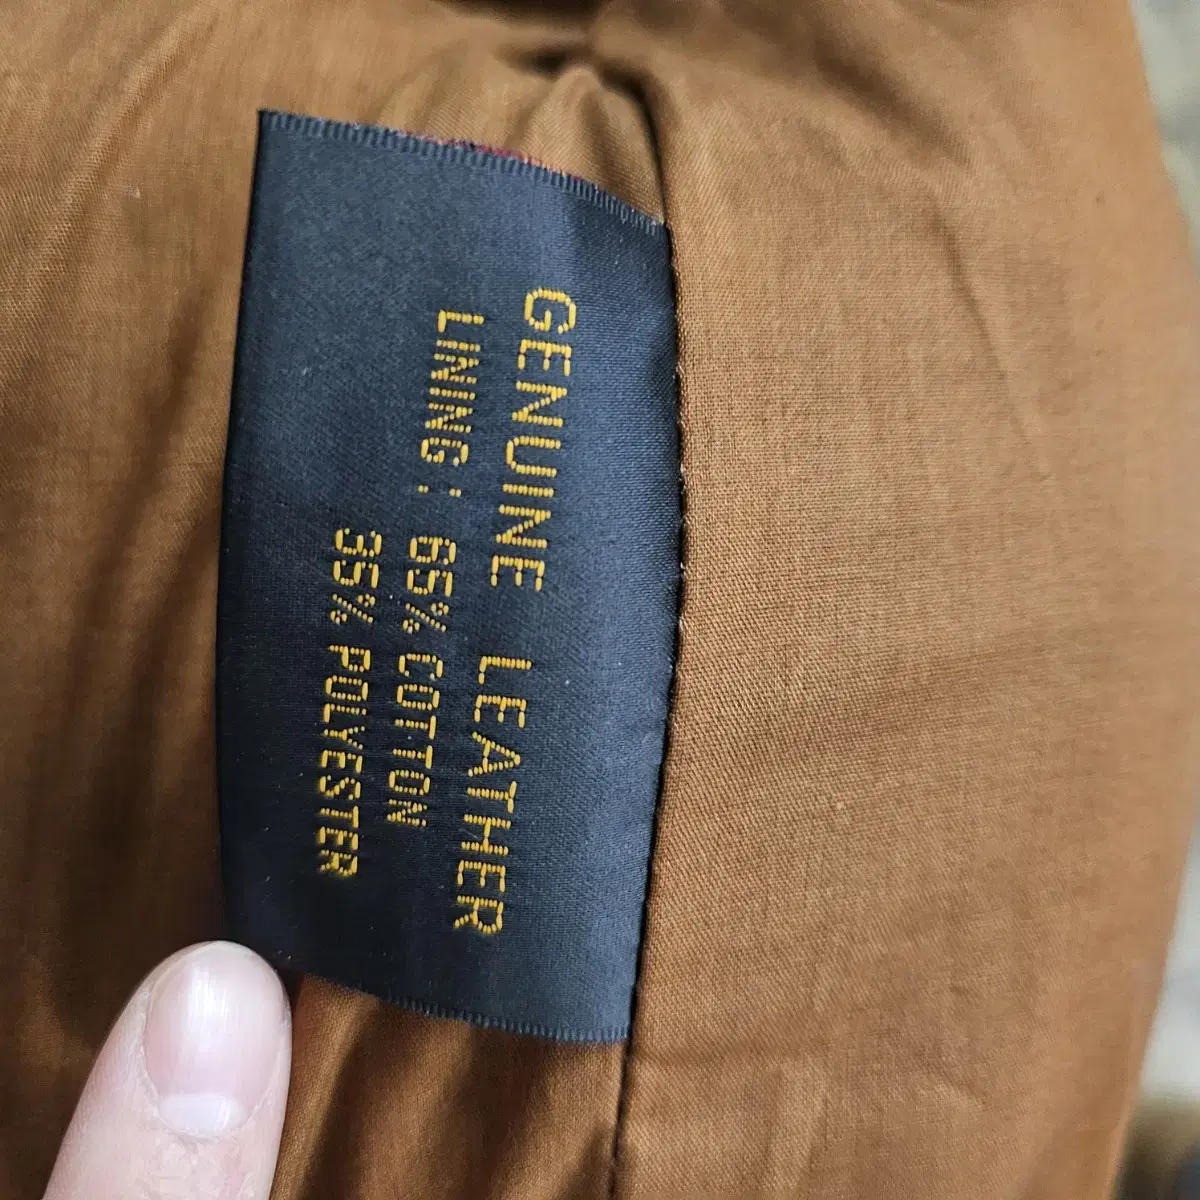 GENUINE LEATHER
LINING : 65% COTTON
35% POLYESTER